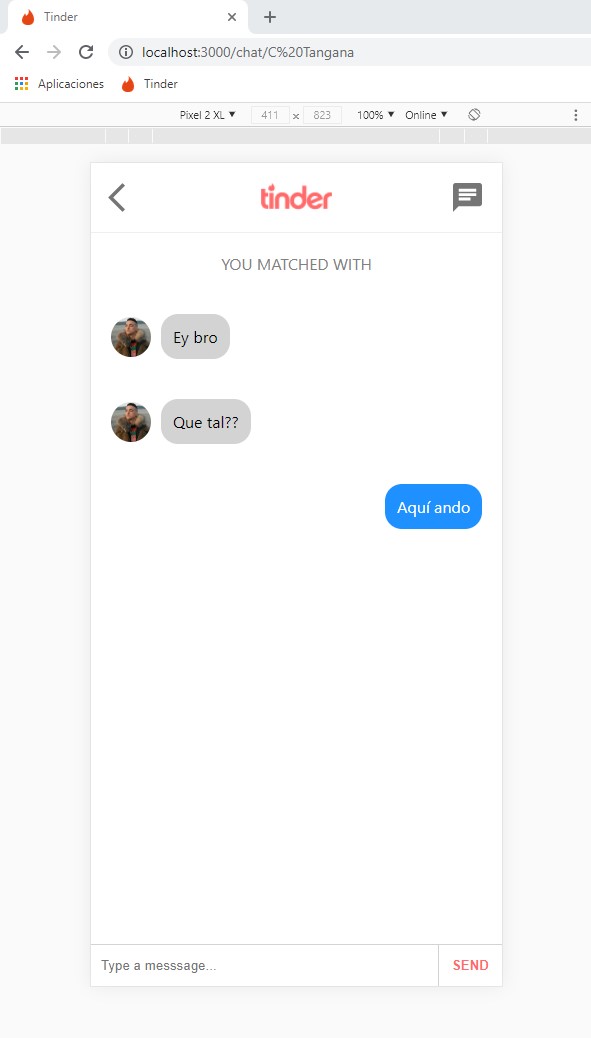 Tinder
localhost:3000/chat/C%20Tangana
Aplicaciones Tinder
Pixel 2 XL ▼ 411 x 823 100% ▼ Online ▼
tinder
YOU MATCHED WITH
Ey bro
Que tal??
Aquí ando
Type a messsage... SEND